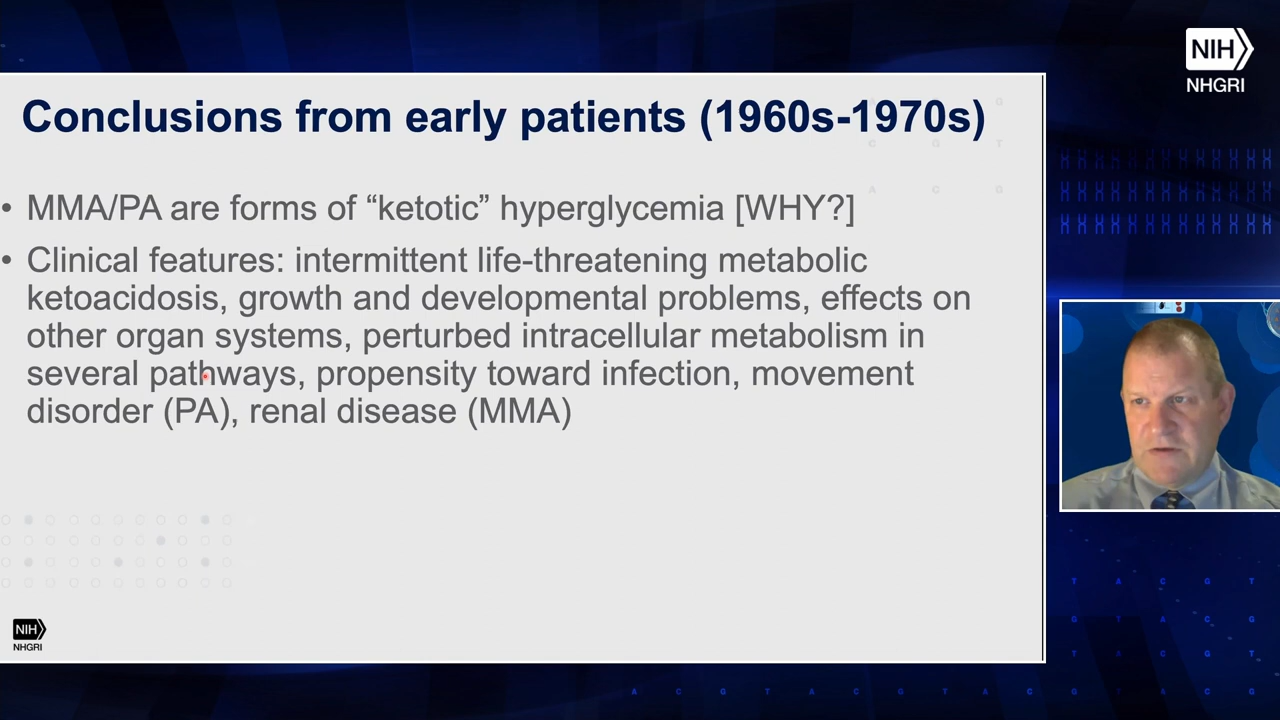 NIH
NHGRI
Conclusions from early patients (1960s-1970s)
• MMA/PA are forms of “ketotic” hyperglycemia [WHY?]
• Clinical features: intermittent life-threatening metabolic
ketoacidosis, growth and developmental problems, effects on
other organ systems, perturbed intracellular metabolism in
several pathways, propensity toward infection, movement
disorder (PA), renal disease (MMA)
NIH
NHGRI
T A C G T
G T A C G
T A C G T
A C G T A C G T A C G T A C G